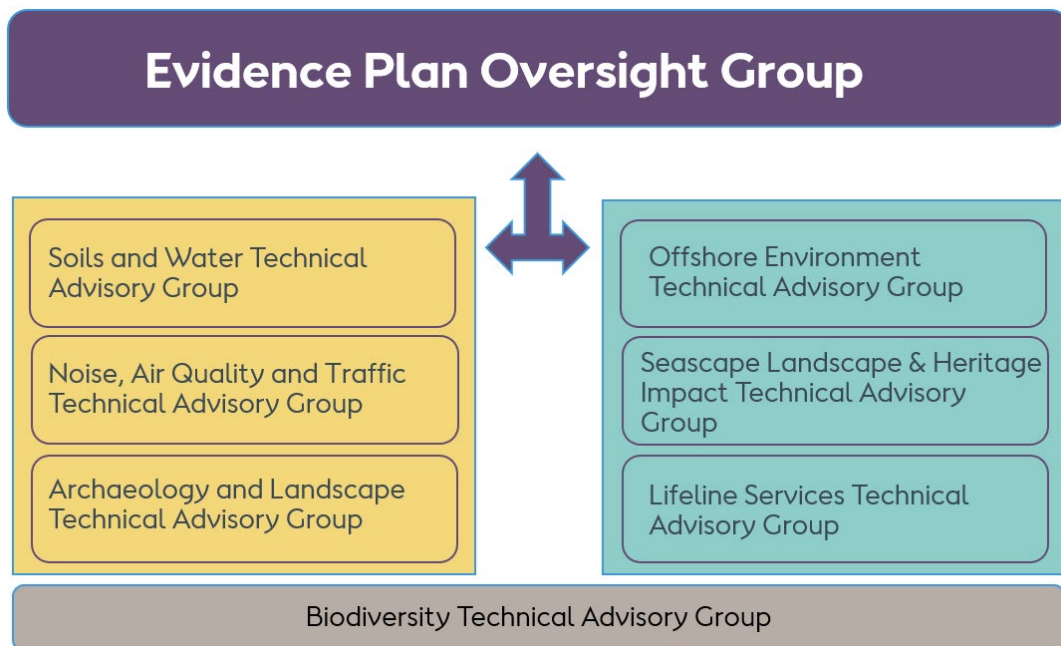 Evidence Plan Oversight Group
Soils and Water Technical
Advisory Group
Noise, Air Quality and Traffic
Technical Advisory Group
Archaeology and Landscape
Technical Advisory Group
Offshore Environment
Technical Advisory Group
Seascape Landscape & Heritage
Impact Technical Advisory
Group
Lifeline Services Technical
Advisory Group
Biodiversity Technical Advisory Group